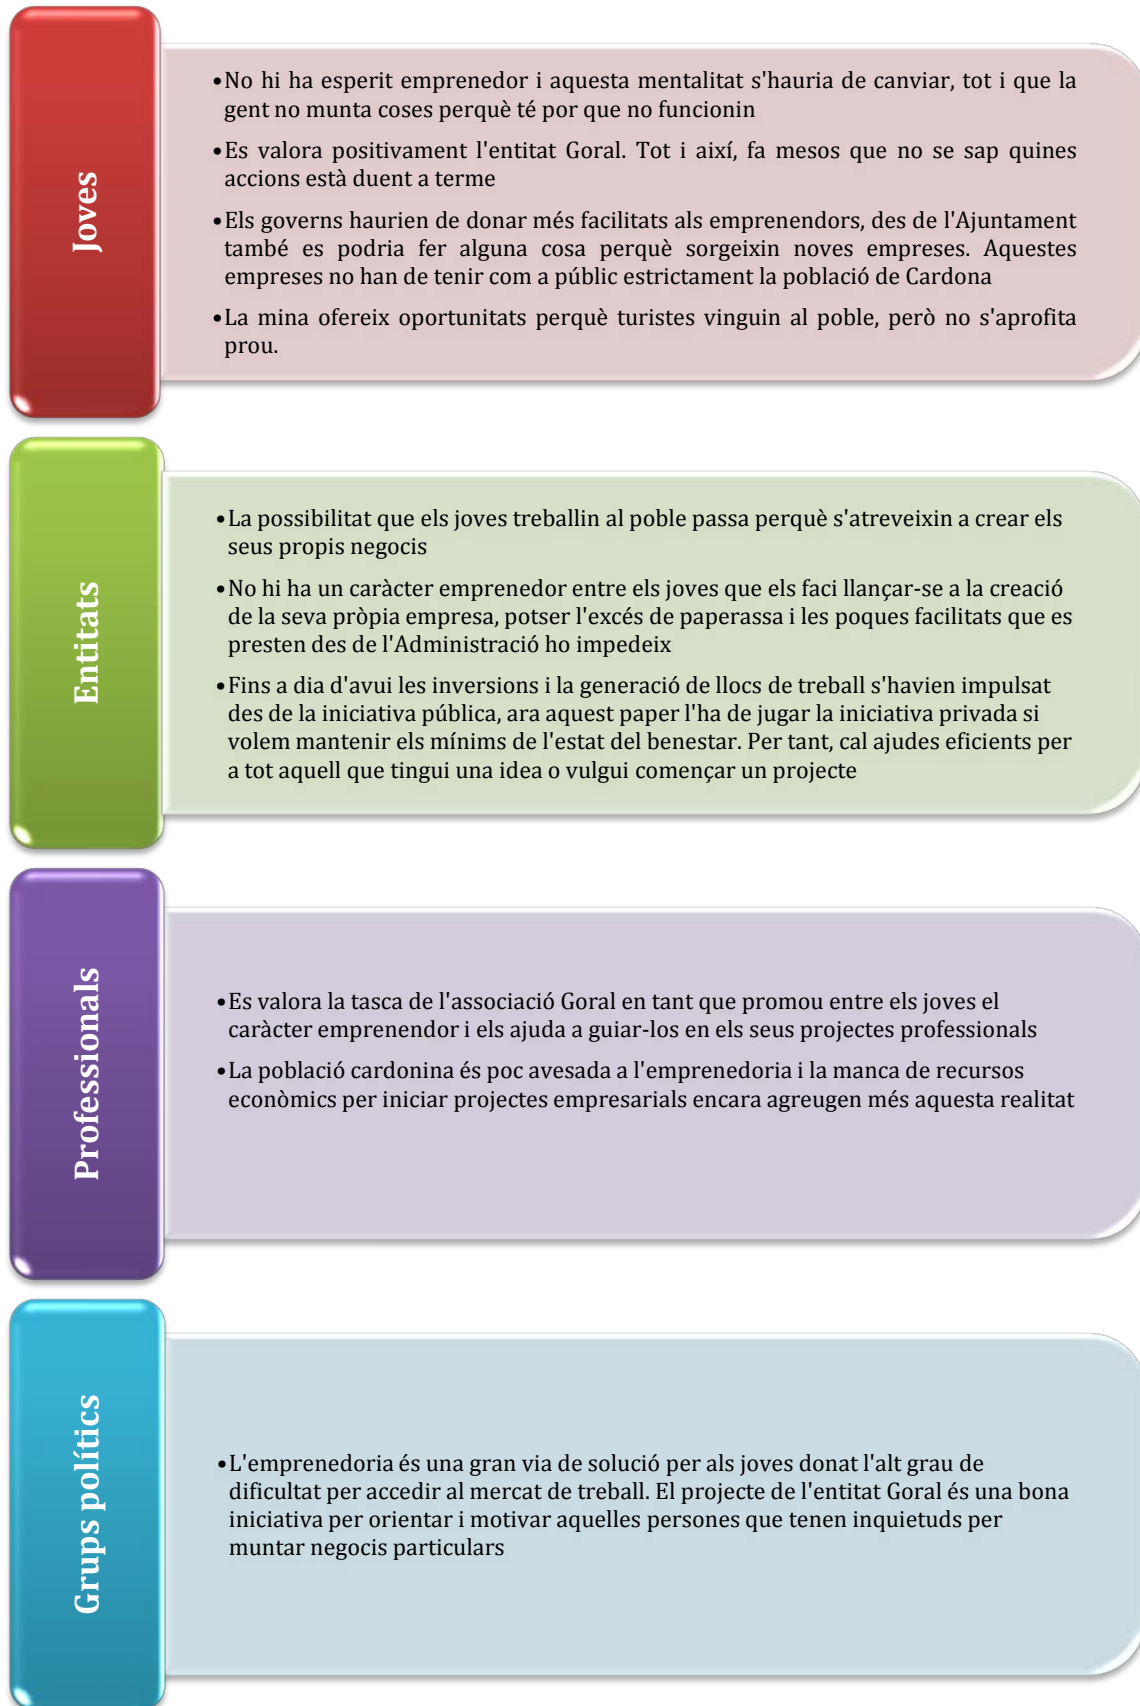 Joves
•No hi ha esperit emprenedor i aquesta mentalitat s'hauria de canviar, tot i que la
gent no munta coses perquè té por que no funcionin
•Es valora positivament l'entitat Goral. Tot i així, fa mesos que no se sap quines
accions està duent a terme
•Els governs haurien de donar més facilitats als emprenendors, des de l'Ajuntament
també es podria fer alguna cosa perquè sorgeixin noves empreses. Aquestes
empreses no han de tenir com a públic estrictament la població de Cardona
•La mina ofereix oportunitats perquè turistes vinguin al poble, però no s'aprofita
prou.
Entitats
•La possibilitat que els joves treballin al poble passa perquè s'atreveixin a crear els
seus propis negocis
•No hi ha un caràcter emprenedor entre els joves que els faci llançar-se a la creació
de la seva pròpia empresa, potser l'excés de paperassa i les poques facilitats que es
presten des de l'Administració ho impedeix
•Fins a dia d'avui les inversions i la generació de llocs de treball s'havien impulsat
des de la iniciativa pública, ara aquest paper l'ha de jugar la iniciativa privada si
volem mantenir els mínims de l'estat del benestar. Per tant, cal ajudes eficients per
a tot aquell que tingui una idea o vulgui començar un projecte
Professionals
•Es valora la tasca de l'associació Goral en tant que promou entre els joves el
caràcter emprenendor i els ajuda a guiar-los en els seus projectes professionals
•La població cardonina és poc avesada a l'emprenedoria i la manca de recursos
econòmics per iniciar projectes empresarials encara agreugen més aquesta realitat
Grups polítics
•L'emprenedoria és una gran via de solució per als joves donat l'alt grau de
dificultat per accedir al mercat de treball. El projecte de l'entitat Goral és una bona
iniciativa per orientar i motivar aquelles persones que tenen inquietuds per
muntar negocis particulars